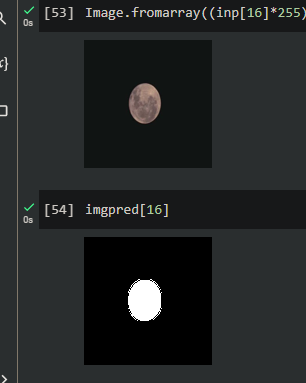 [53] Image.fromarray((inp[16]*255)
0s
{x}
[54] imgpred[16]
0s